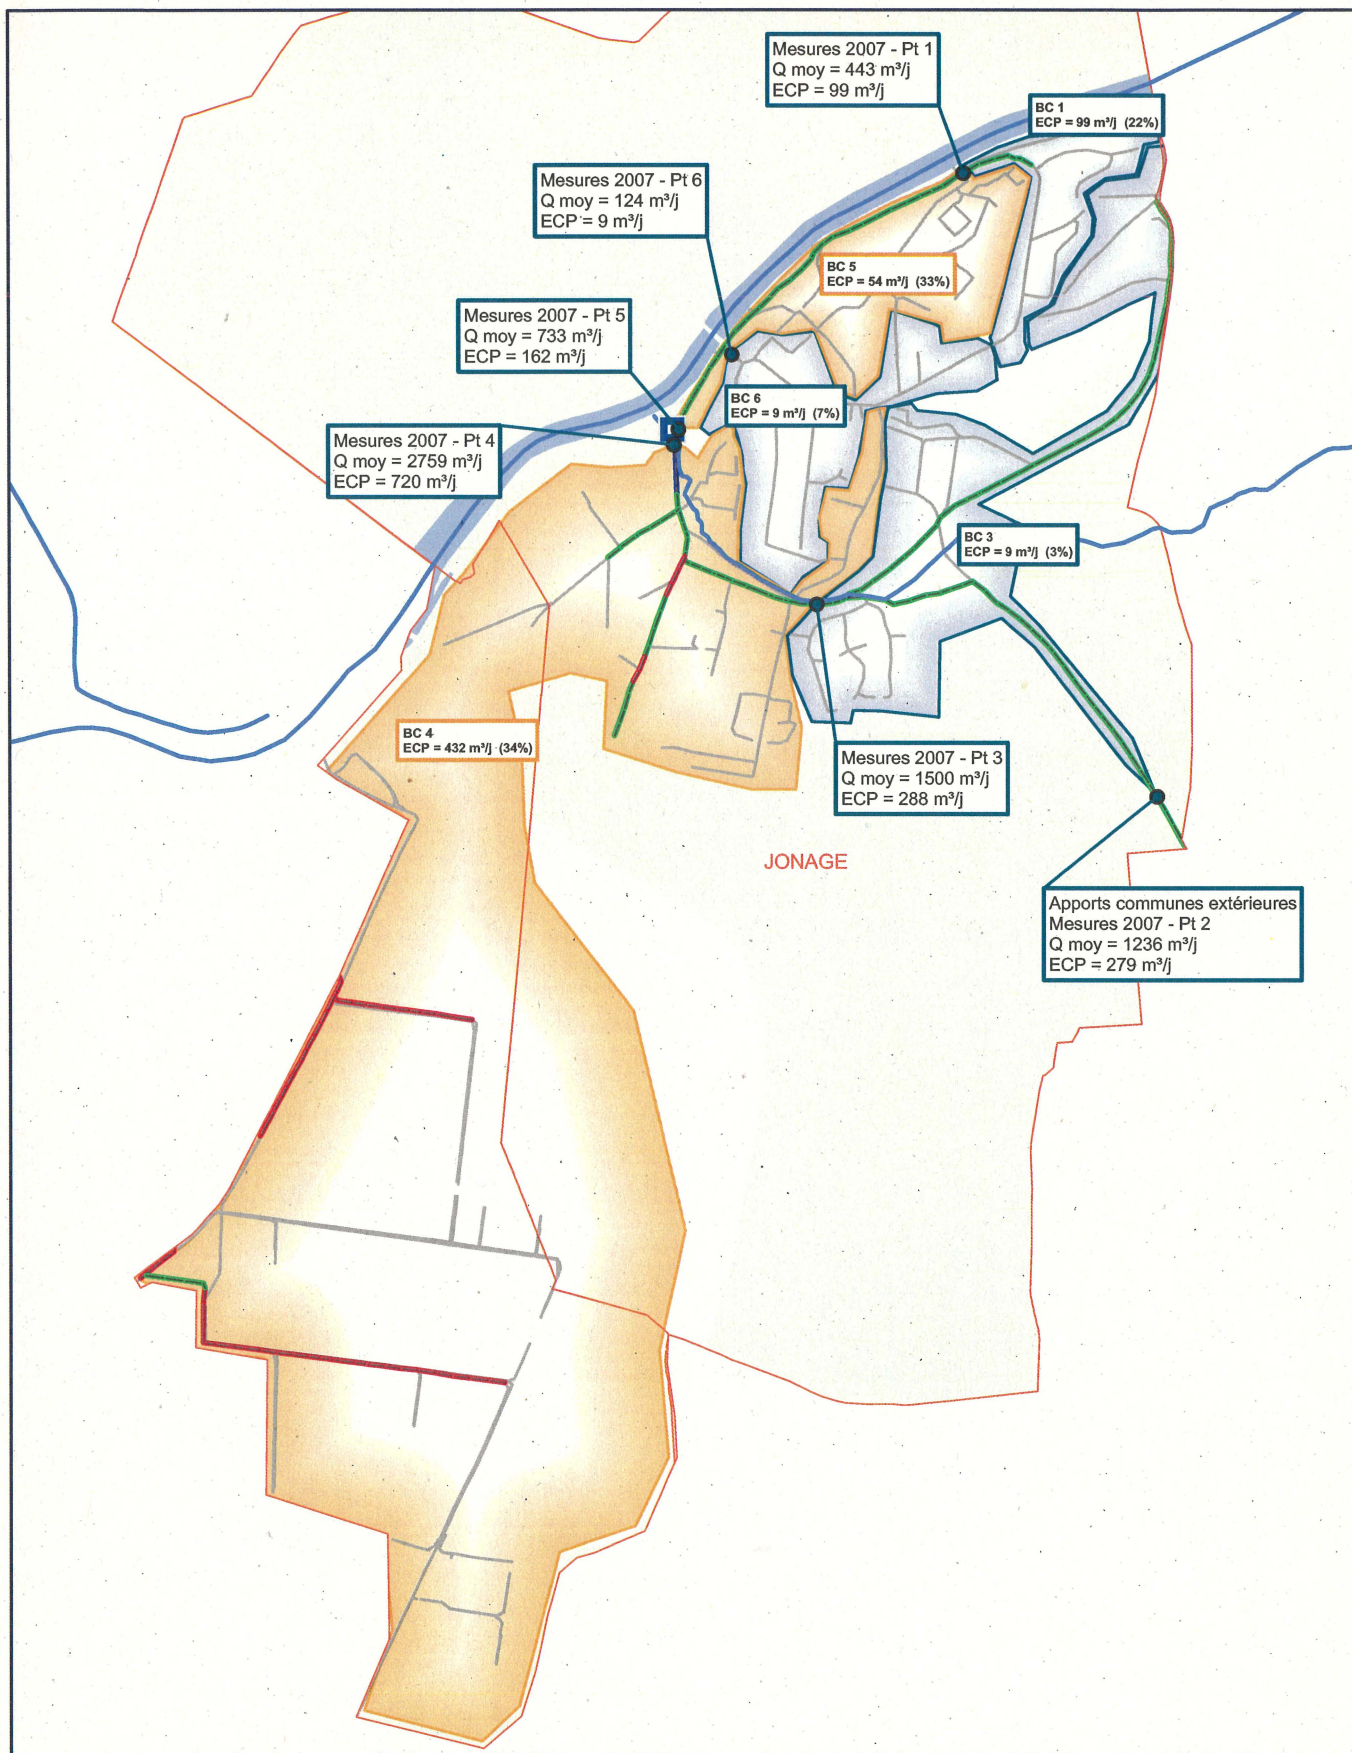 Mesures 2007 - Pt 1
Q moy = 443 m³/j
ECP = 99 m³/j
BC 1
ECP = 99 m³/j (22%)
Mesures 2007 - Pt 6
Q moy = 124 m³/j
ECP = 9 m³/j
BC 5
ECP = 54 m³/j (33%)
Mesures 2007 - Pt 5
Q moy = 733 m³/j
ECP = 162 m³/j
BC 6
ECP = 9 m³/j (7%)
Mesures 2007 - Pt 4
Q moy = 2759 m³/j
ECP = 720 m³/j
BC 3
ECP = 9 m³/j (3%)
BC 4
ECP = 432 m³/j (34%)
Mesures 2007 - Pt 3
Q moy = 1500 m³/j
ECP = 288 m³/j
JONAGE
Apports communes extérieures
Mesures 2007 - Pt 2
Q moy = 1236 m³/j
ECP = 279 m³/j